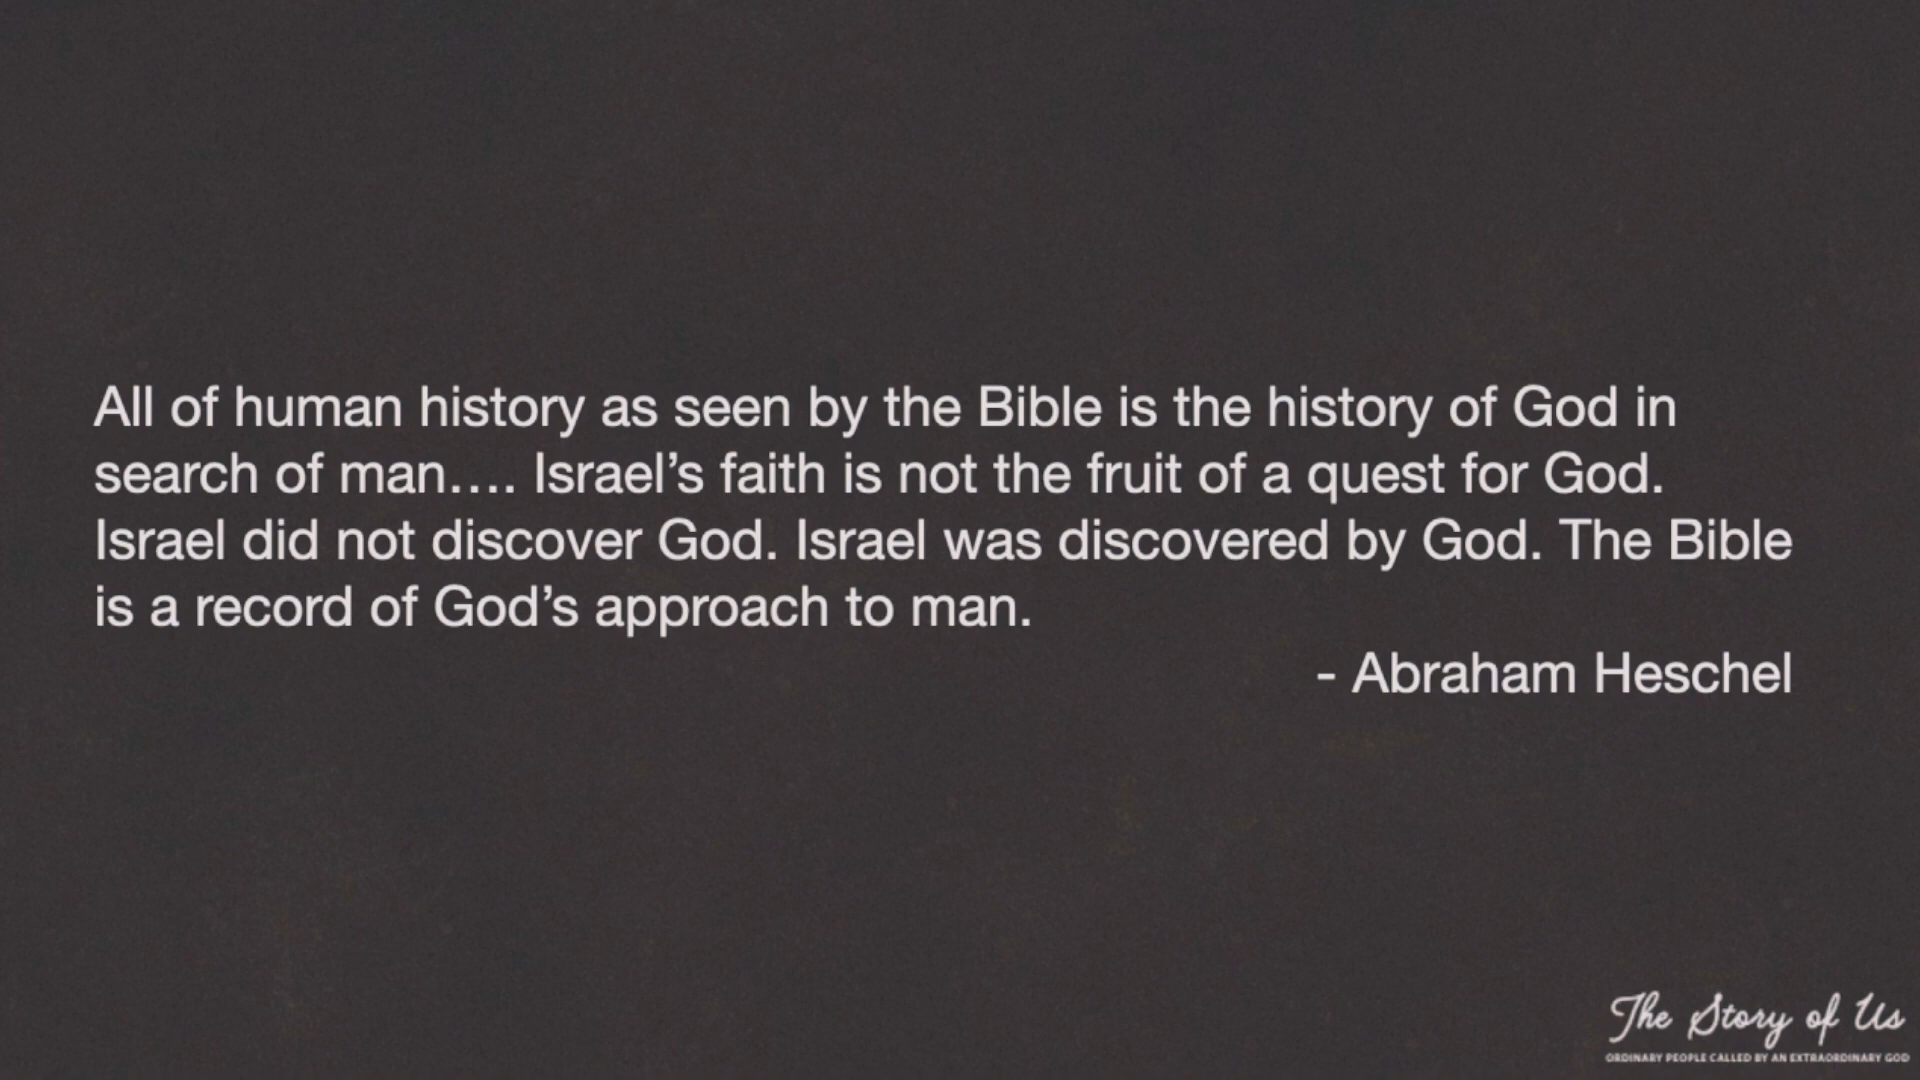 All of human history as seen by the Bible is the history of God in
search of man…. Israel’s faith is not the fruit of a quest for God.
Israel did not discover God. Israel was discovered by God. The Bible
is a record of God’s approach to man.
- Abraham Heschel
The Story of Us
ORDINARY PEOPLE CALLED BY AN EXTRAORDINARY GOD